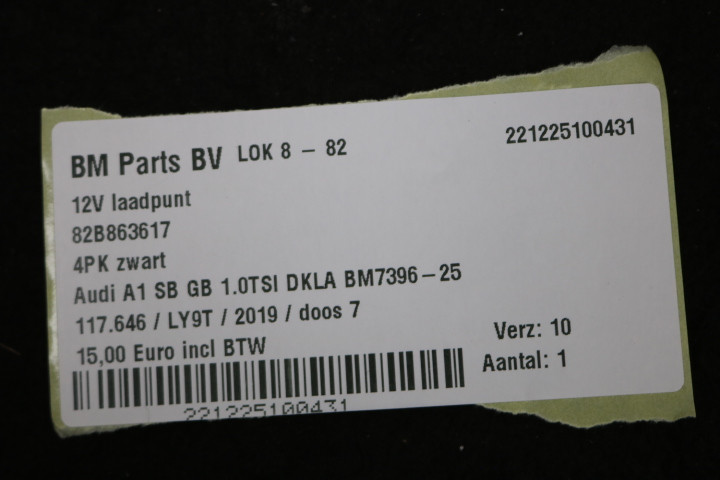 BM Parts BV LOK 8 – 82 221225100431
12V laadpunt
82B863617
4PK zwart
Audi A1 SB GB 1.0TSI DKLA BM7396–25
117.646 / LY9T / 2019 / doos 7
15,00 Euro incl BTW
Verz: 10
Aantal: 1
221225100431